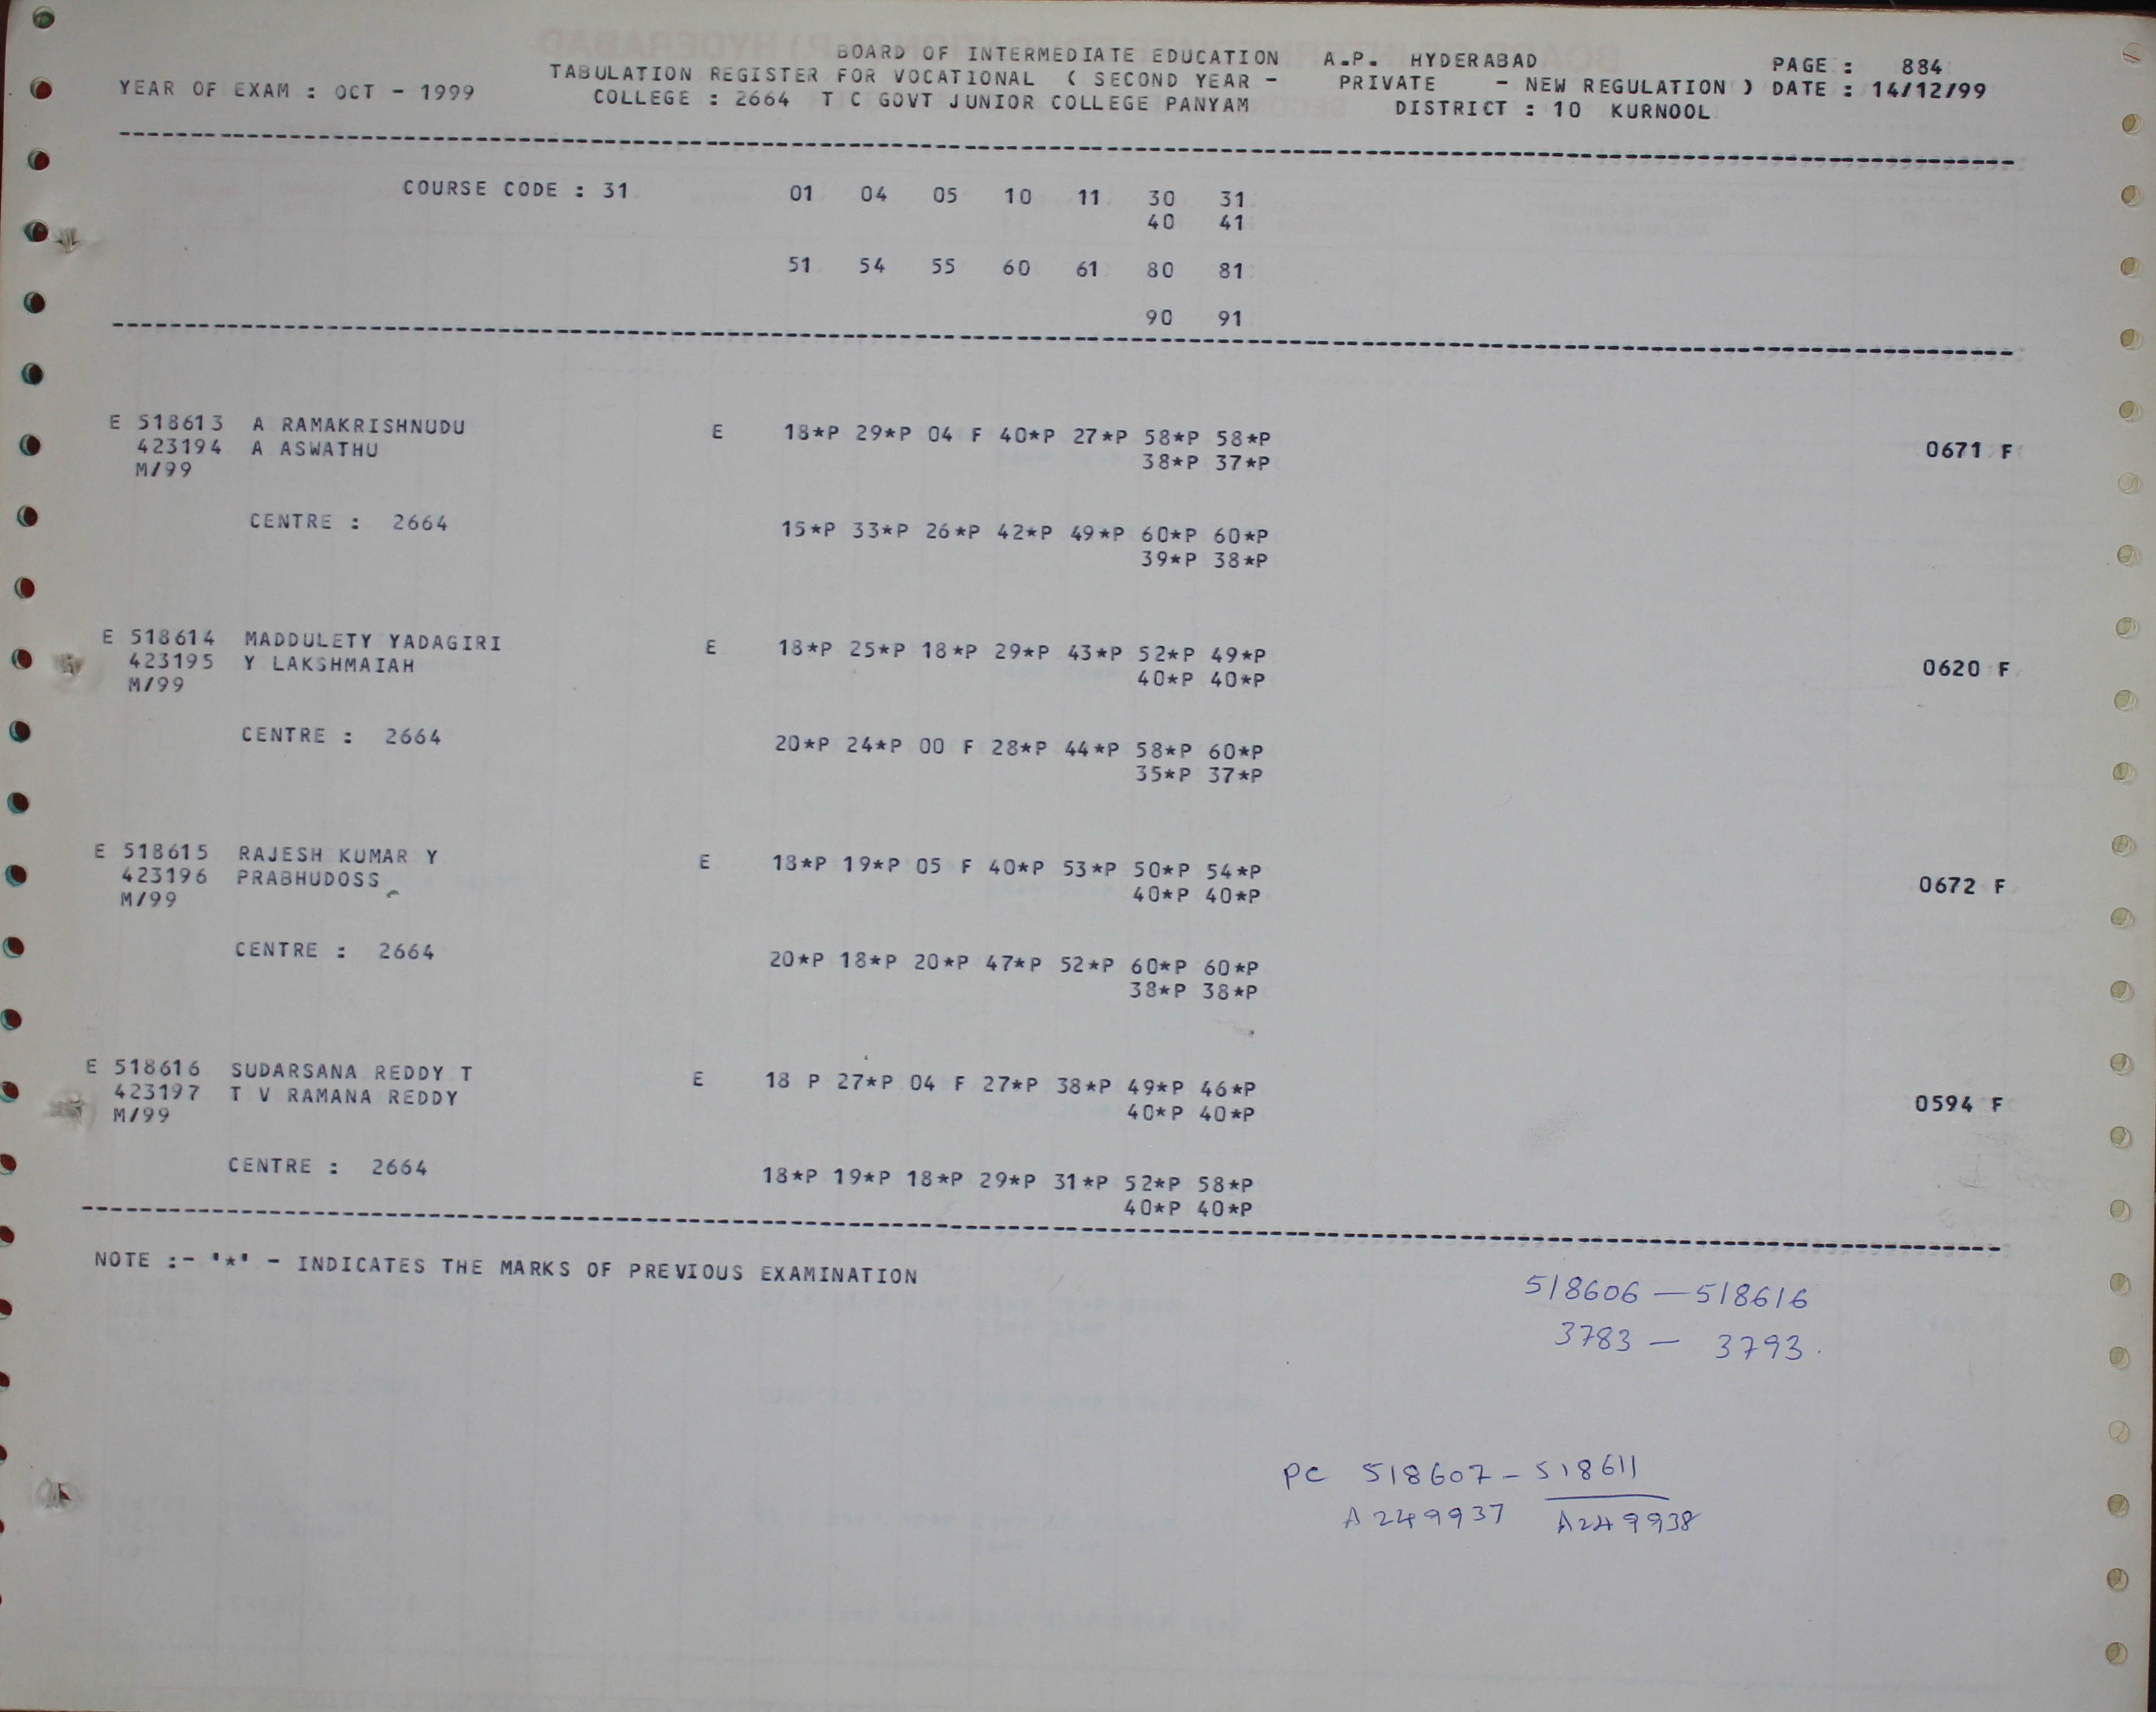 BOARD OF INTERMEDIATE EDUCATION A.P. HYDERABAD PAGE : 884
YEAR OF EXAM : OCT - 1999 TABULATION REGISTER FOR VOCATIONAL ( SECOND YEAR - PRIVATE - NEW REGULATION ) DATE : 14/12/99
COLLEGE : 2664 T C GOVT JUNIOR COLLEGE PANYAM DISTRICT : 10 KURNOOL
COURSE CODE : 31 01 04 05 10 11 30 31
40 41
51 54 55 60 61 80 81
90 91
E 518613 A RAMAKRISHNUDU E 18*P 29*P 04 F 40*P 27*P 58*P 58*P
423194 A ASWATHU 38*P 37*P 0671 F
M/99
CENTRE : 2664 15*P 33*P 26*P 42*P 49*P 60*P 60*P
39*P 38*P
E 518614 MADDULETY YADAGIRI E 18*P 25*P 18*P 29*P 43*P 52*P 49*P
423195 Y LAKSHMAIAH 40*P 40*P 0620 F
M/99
CENTRE : 2664 20*P 24*P 00 F 28*P 44*P 58*P 60*P
35*P 37*P
E 518615 RAJESH KUMAR Y E 18*P 19*P 05 F 40*P 53*P 50*P 54*P
423196 PRABHUDOSS 40*P 40*P 0672 F
M/99
CENTRE : 2664 20*P 18*P 20*P 47*P 52*P 60*P 60*P
38*P 38*P
E 518616 SUDARSANA REDDY T E 18 P 27*P 04 F 27*P 38*P 49*P 46*P
423197 T V RAMANA REDDY 40*P 40*P 0594 F
M/99
CENTRE : 2664 18*P 19*P 18*P 29*P 31*P 52*P 58*P
40*P 40*P
NOTE :- '*' - INDICATES THE MARKS OF PREVIOUS EXAMINATION
518606 — 518616
3783 — 3793.
PC 518607 - 518611
A249937 A249938